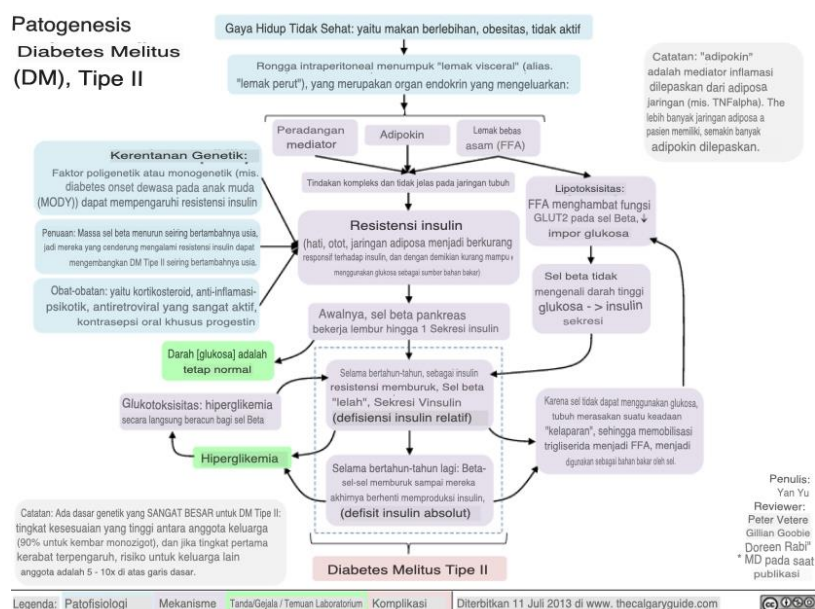 Patogenesis
Diabetes Melitus
(DM), Tipe II
Gaya Hidup Tidak Sehat: yaitu makan berlebihan, obesitas, tidak aktif
Rongga intraperitoneal menumpuk "lemak visceral" (alias.
"lemak perut"), yang merupakan organ endokrin yang mengeluarkan:
Catatan: "adipokin"
adalah mediator inflamasi
dilepaskan dari adiposa
jaringan (mis. TNFalpha). The
lebih banyak jaringan adiposa a
pasien memiliki, semakin banyak
adipokin dilepaskan.
Peradangan
mediator
Adipokin
Lemak bebas
asam (FFA)
Kerentanan Genetik:
Faktor poligenetik atau monogenetik (mis.
diabetes onset dewasa pada anak muda
(MODY)) dapat mempengaruhi resistensi insulin
Tindakan kompleks dan tidak jelas pada jaringan tubuh
Lipotoksisitas:
FFA menghambat fungsi
GLUT2 pada sel Beta, ↓
impor glukosa
Penuaan: Massa sel beta menurun seiring bertambahnya usia,
jadi mereka yang cenderung mengalami resistensi insulin dapat
mengembangkan DM Tipe II seiring bertambahnya usia.
Resistensi insulin
(hati, otot, jaringan adiposa menjadi berkurang
responsif terhadap insulin, dan dengan demikian kurang mampu
menggunakan glukosa sebagai sumber bahan bakar)
Obat-obatan: yaitu kortikosteroid, anti-inflamasi-
psikotik, antiretroviral yang sangat aktif,
kontrasepsi oral khusus progestin
Sel beta tidak
mengenali darah tinggi
glukosa - > insulin
sekresi
Awalnya, sel beta pankreas
bekerja lembur hingga 1 Sekresi insulin
Darah [glukosa] adalah
tetap normal
Selama bertahun-tahun, sebagai insulin
resistensi memburuk, Sel beta
"lelah", Sekresi Vinsulin
(defisiensi insulin relatif)
Glukotoksisitas: hiperglikemia
secara langsung beracun bagi sel Beta
Karena sel tidak dapat menggunakan glukosa,
tubuh merasakan suatu keadaan
"kelaparan", sehingga memobilisasi
trigliserida menjadi FFA, menjadi
digunakan sebagai bahan bakar oleh sel.
Hiperglikemia
Selama bertahun-tahun lagi: Beta-
sel-sel memburuk sampai mereka
akhirnya berhenti memproduksi insulin,
(defisit insulin absolut)
Catatan: Ada dasar genetik yang SANGAT BESAR untuk DM Tipe II:
tingkat kesesuaian yang tinggi antara anggota keluarga
(90% untuk kembar monozigot), dan jika tingkat pertama
kerabat terpengaruh, risiko untuk keluarga lain
anggota adalah 5 - 10x di atas garis dasar.
Diabetes Melitus Tipe II
Penulis:
Yan Yu
Reviewer:
Peter Vetere
Gillian Goobie
Doreen Rabi"
* MD pada saat
publikasi
Legenda: Patofisiologi Mekanisme Tanda/Gejala / Temuan Laboratorium Komplikasi Diterbitkan 11 Juli 2013 di www. thecalgaryguide.com